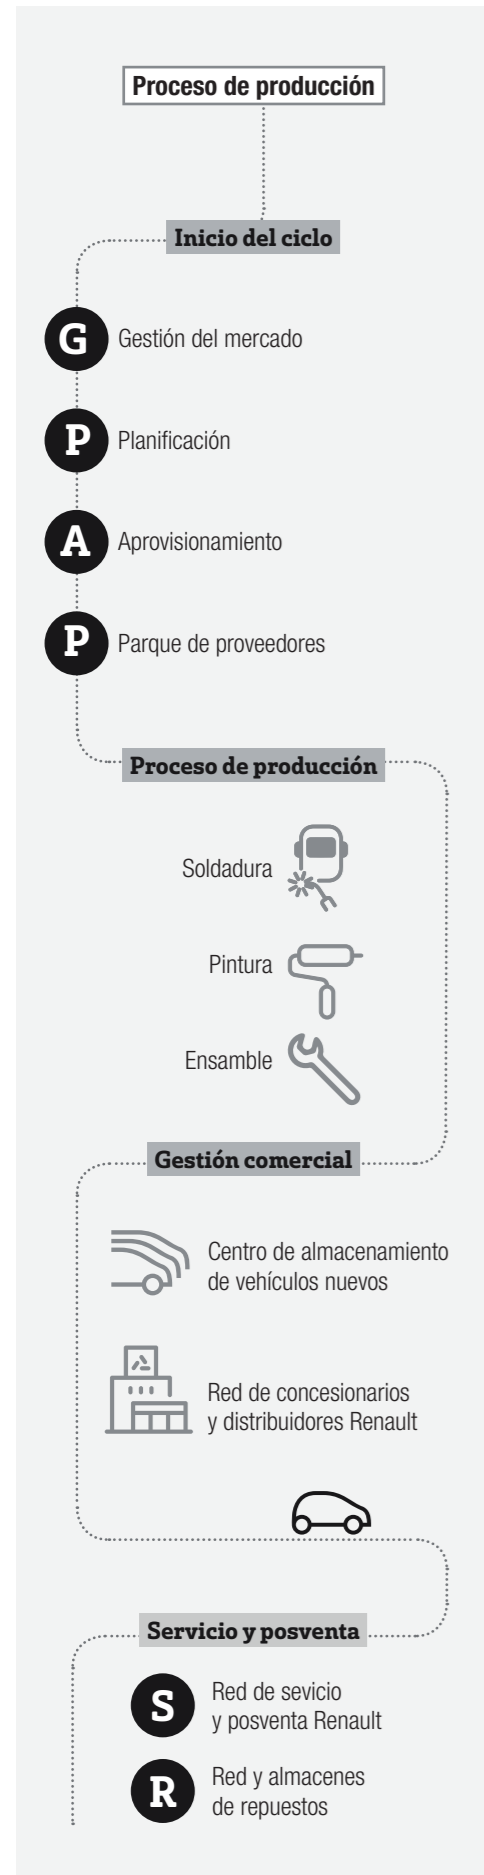 Proceso de producción
Inicio del ciclo
G Gestión del mercado
P Planificación
A Aprovisionamiento
P Parque de proveedores
Proceso de producción
Soldadura
Pintura
Ensamble
Gestión comercial
Centro de almacenamiento
de vehículos nuevos
Red de concesionarios
y distribuidores Renault
Servicio y posventa
S Red de sevicio
y posventa Renault
R Red y almacenes
de repuestos